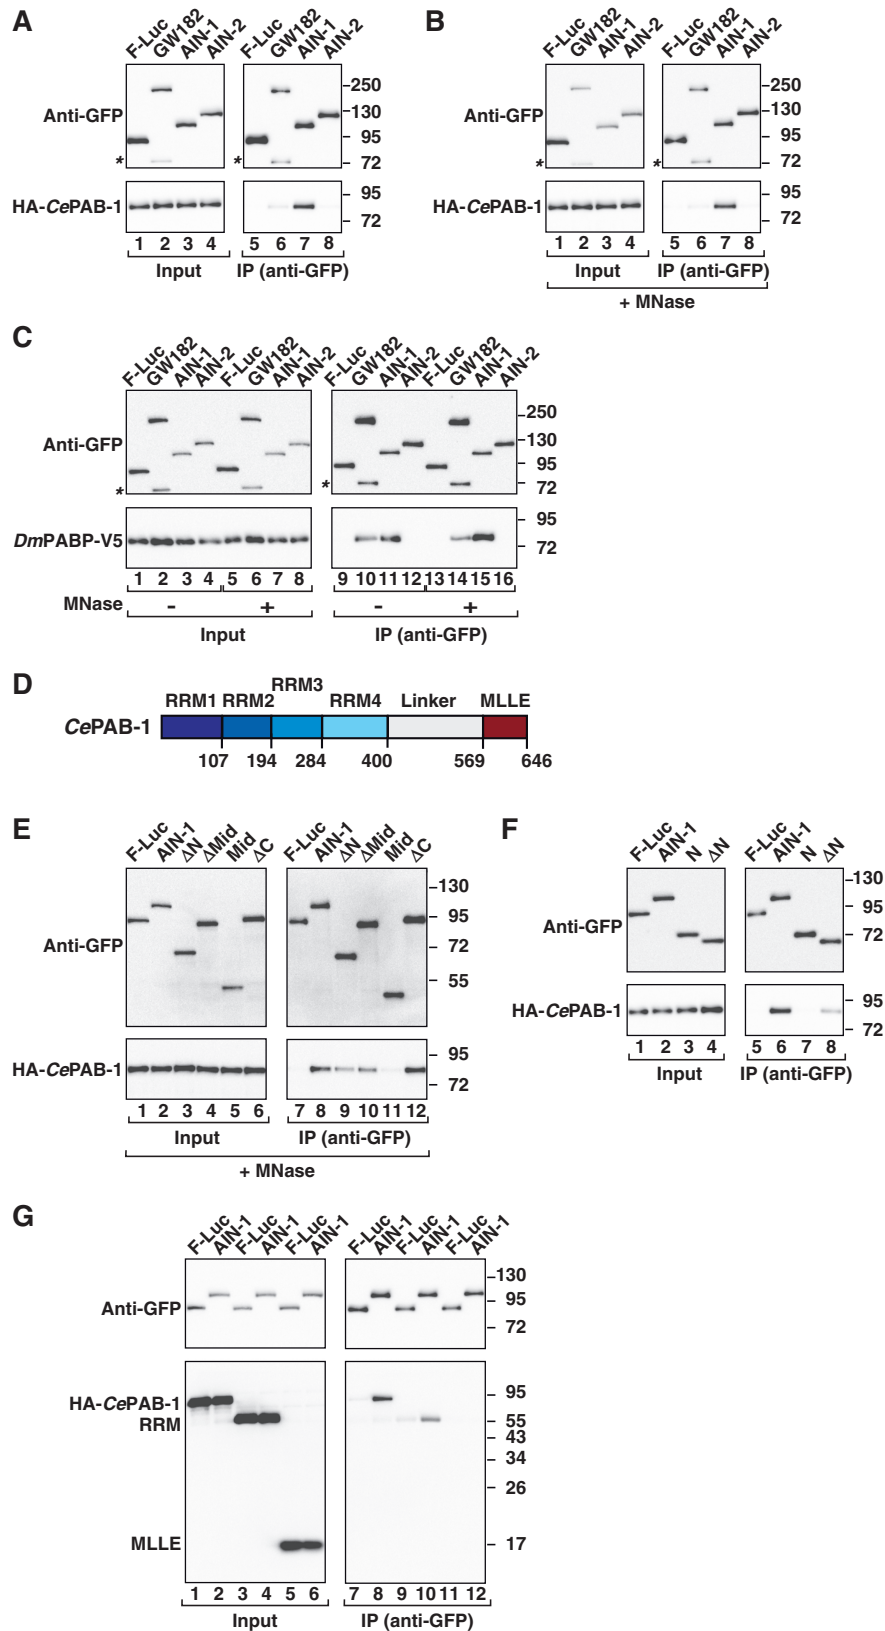 A
F-Luc GW182 AIN-1 AIN-2 F-Luc GW182 AIN-1 AIN-2
Anti-GFP
250
130
95
72
*
*
HA-CePAB-1
95
72
1 2 3 4 5 6 7 8
Input IP (anti-GFP)
B
F-Luc GW182 AIN-1 AIN-2 F-Luc GW182 AIN-1 AIN-2
Anti-GFP
250
130
95
72
*
*
HA-CePAB-1
95
72
1 2 3 4 5 6 7 8
Input IP (anti-GFP)
+ MNase
C
F-Luc GW182 AIN-1 AIN-2 F-Luc GW182 AIN-1 AIN-2 F-Luc GW182 AIN-1 AIN-2 F-Luc GW182 AIN-1 AIN-2
Anti-GFP
250
130
95
72
*
*
DmPABP-V5
95
72
1 2 3 4 5 6 7 8 9 10 11 12 13 14 15 16
MNase - + - +
Input IP (anti-GFP)
D
RRM1 RRM2 RRM3 RRM4 Linker MLLE
CePAB-1
107 194 284 400 569 646
E
F-Luc AIN-1 ΔN ΔMid Mid ΔC F-Luc AIN-1 ΔN ΔMid Mid ΔC
Anti-GFP
130
95
72
55
HA-CePAB-1
95
72
1 2 3 4 5 6 7 8 9 10 11 12
Input IP (anti-GFP)
+ MNase
F
F-Luc AIN-1 N ΔN F-Luc AIN-1 N ΔN
Anti-GFP
130
95
72
HA-CePAB-1
95
72
1 2 3 4 5 6 7 8
Input IP (anti-GFP)
G
F-Luc AIN-1 F-Luc AIN-1 F-Luc AIN-1 F-Luc AIN-1 F-Luc AIN-1 F-Luc AIN-1
Anti-GFP
130
95
72
HA-CePAB-1
RRM
MLLE
95
55
43
34
26
17
1 2 3 4 5 6 7 8 9 10 11 12
Input IP (anti-GFP)